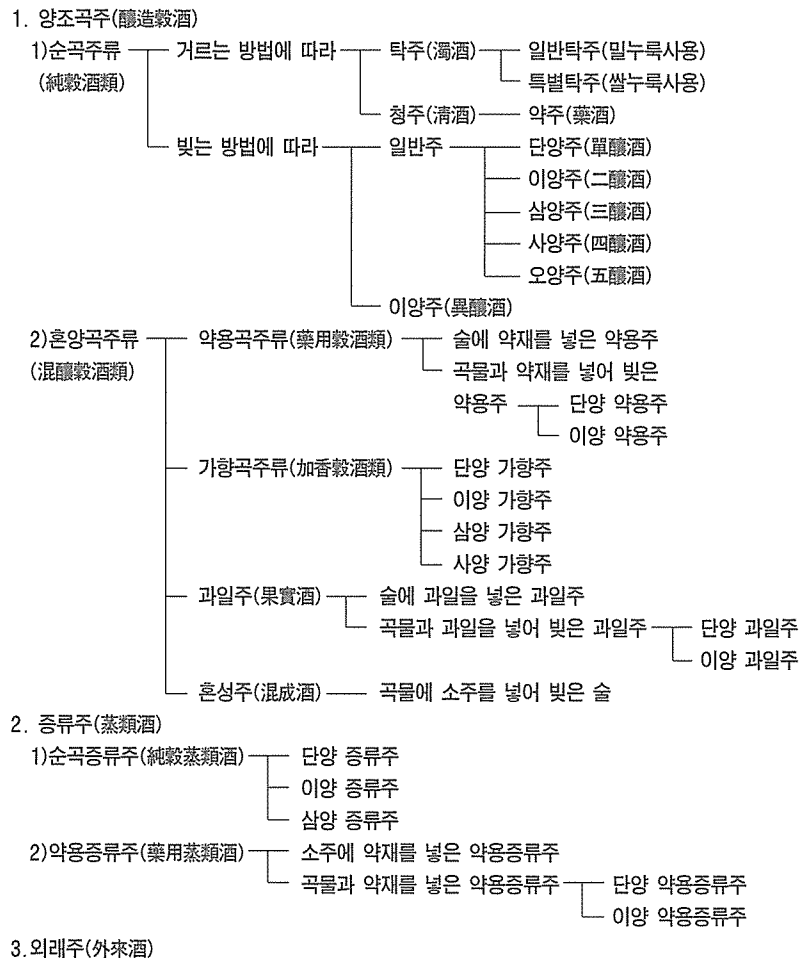 1. 양조곡주(釀造穀酒)
1)순곡주류 거르는 방법에 따라 탁주(濁酒) 일반탁주(밀누룩사용)
(純穀酒類) 특별탁주(쌀누룩사용)
청주(淸酒) 약주(藥酒)
빚는 방법에 따라 일반주 단양주(單釀酒)
이양주(二釀酒)
삼양주(三釀酒)
사양주(四釀酒)
오양주(五釀酒)
이양주(異釀酒)
2)혼양곡주류 약용곡주류(藥用穀酒類) 술에 약재를 넣은 약용주
(混釀穀酒類) 곡물과 약재를 넣어 빚은
약용주 단양 약용주
이양 약용주
가향곡주류(加香穀酒類) 단양 가향주
이양 가향주
삼양 가향주
사양 가향주
과일주(果實酒) 술에 과일을 넣은 과일주
곡물과 과일을 넣어 빚은 과일주 단양 과일주
이양 과일주
혼성주(混成酒) 곡물에 소주를 넣어 빚은 술
2. 증류주(蒸類酒)
1)순곡증류주(純穀蒸類酒) 단양 증류주
이양 증류주
삼양 증류주
2)약용증류주(藥用蒸類酒) 소주에 약재를 넣은 약용증류주
곡물과 약재를 넣은 약용증류주 단양 약용증류주
이양 약용증류주
3.외래주(外來酒)